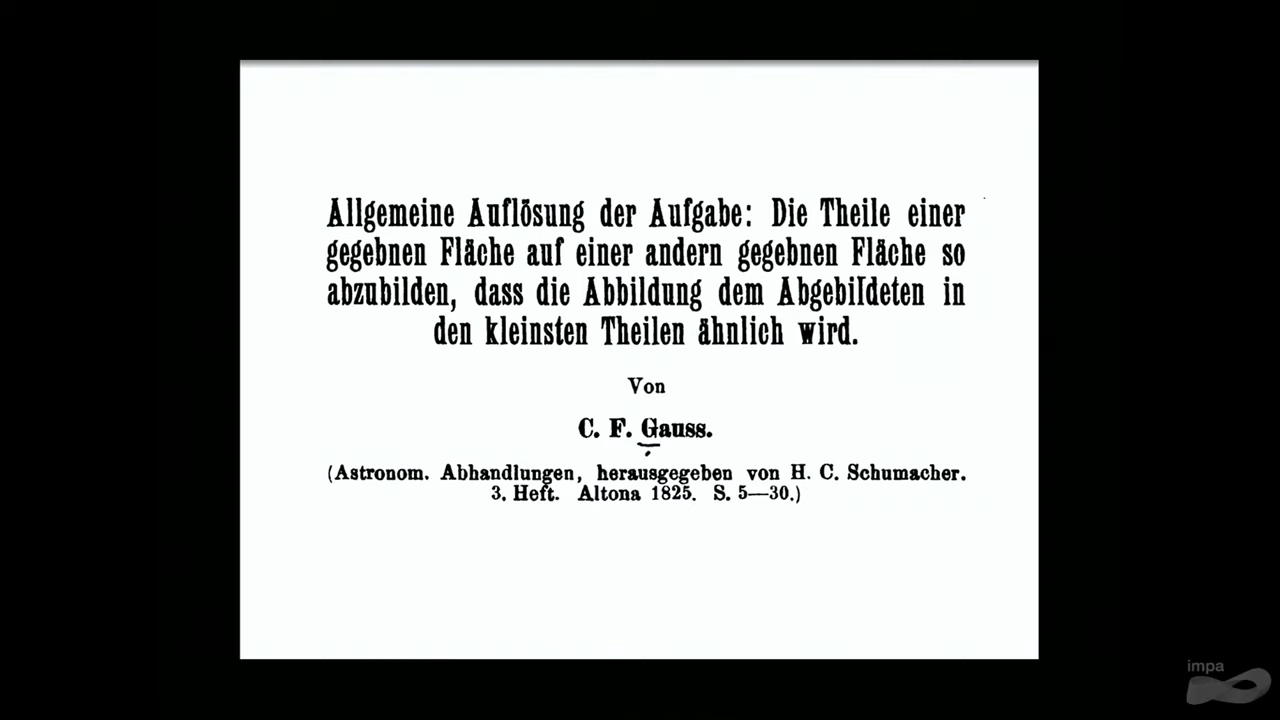 Allgemeine Auflösung der Aufgabe: Die Theile einer
gegebnen Fläche auf einer andern gegebnen Fläche so
abzubilden, dass die Abbildung dem Abgebildeten in
den kleinsten Theilen ähnlich wird.
Von
C. F. Gauss.
(Astronom. Abhandlungen, herausgegeben von H. C. Schumacher.
3. Heft. Altona 1825. S. 5—30.)
impa